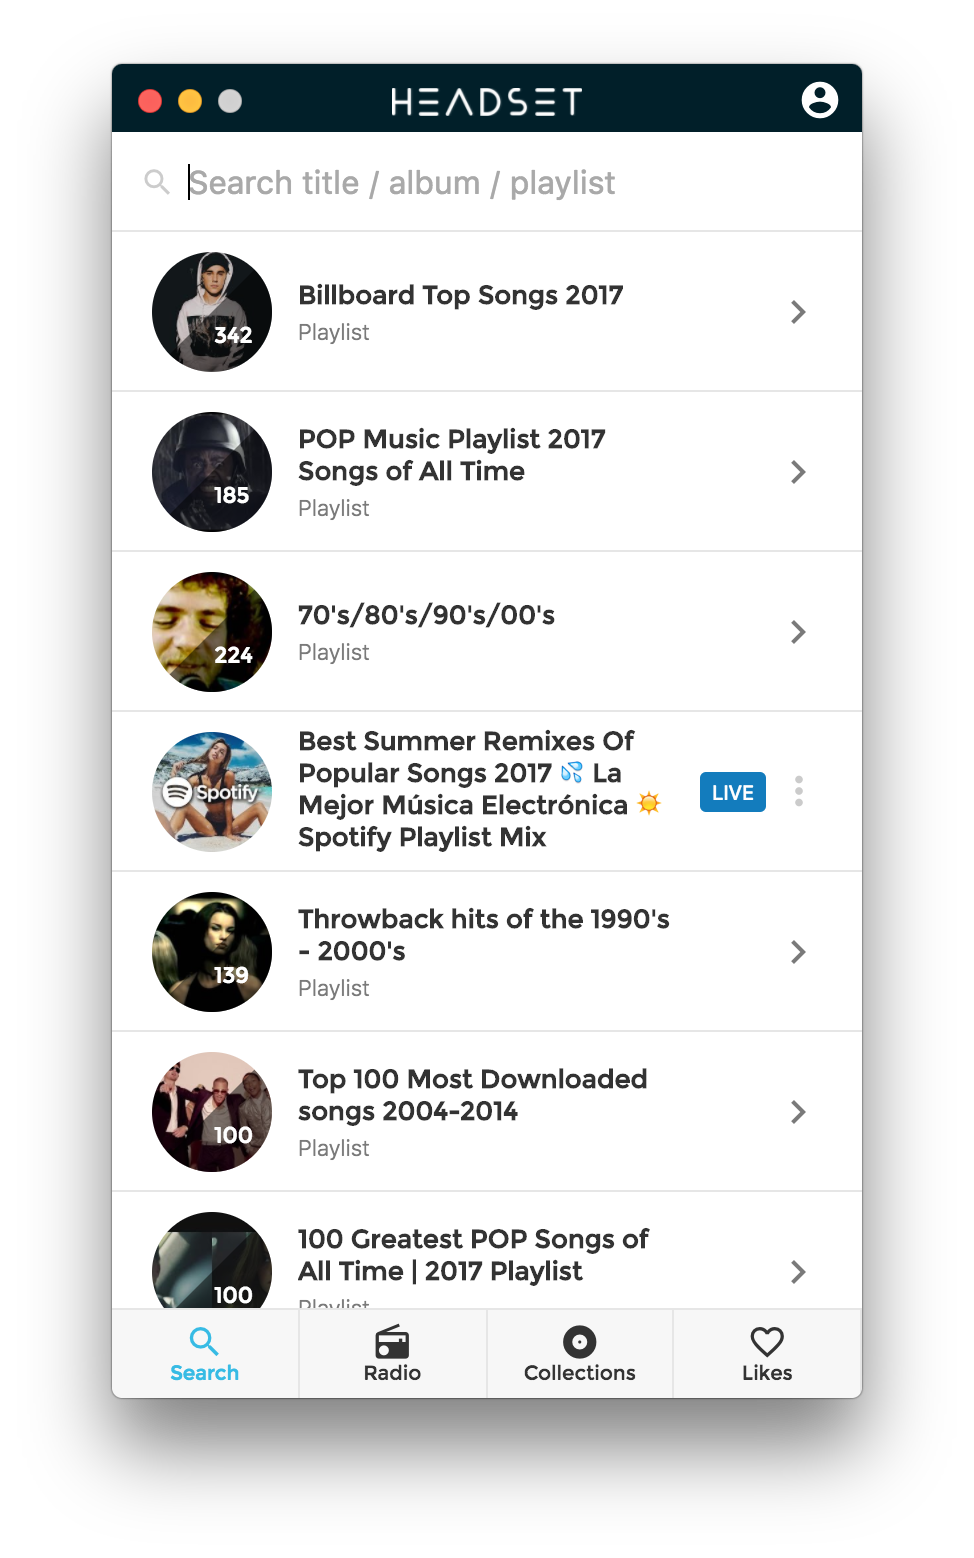 HEADSET
Search title / album / playlist
342
Billboard Top Songs 2017
Playlist
185
POP Music Playlist 2017
Songs of All Time
Playlist
224
70's/80's/90's/00's
Playlist
Spotify
Best Summer Remixes Of
Popular Songs 2017 💦 La
Mejor Música Electrónica ☀️
Spotify Playlist Mix
LIVE
139
Throwback hits of the 1990's
- 2000's
Playlist
100
Top 100 Most Downloaded
songs 2004-2014
Playlist
100
100 Greatest POP Songs of
All Time | 2017 Playlist
Playlist
Search
Radio
Collections
Likes